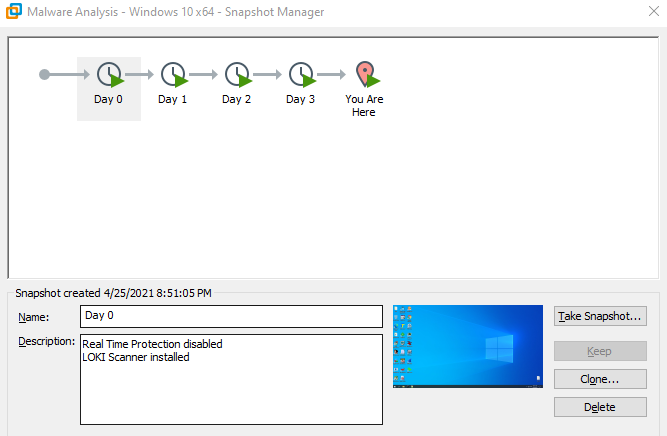 Malware Analysis - Windows 10 x64 - Snapshot Manager
Day 0
Day 1
Day 2
Day 3
You Are
Here
Snapshot created 4/25/2021 8:51:05 PM
Name:
Day 0
Take Snapshot...
Description:
Real Time Protection disabled
LOKI Scanner installed
Keep
Clone...
Delete